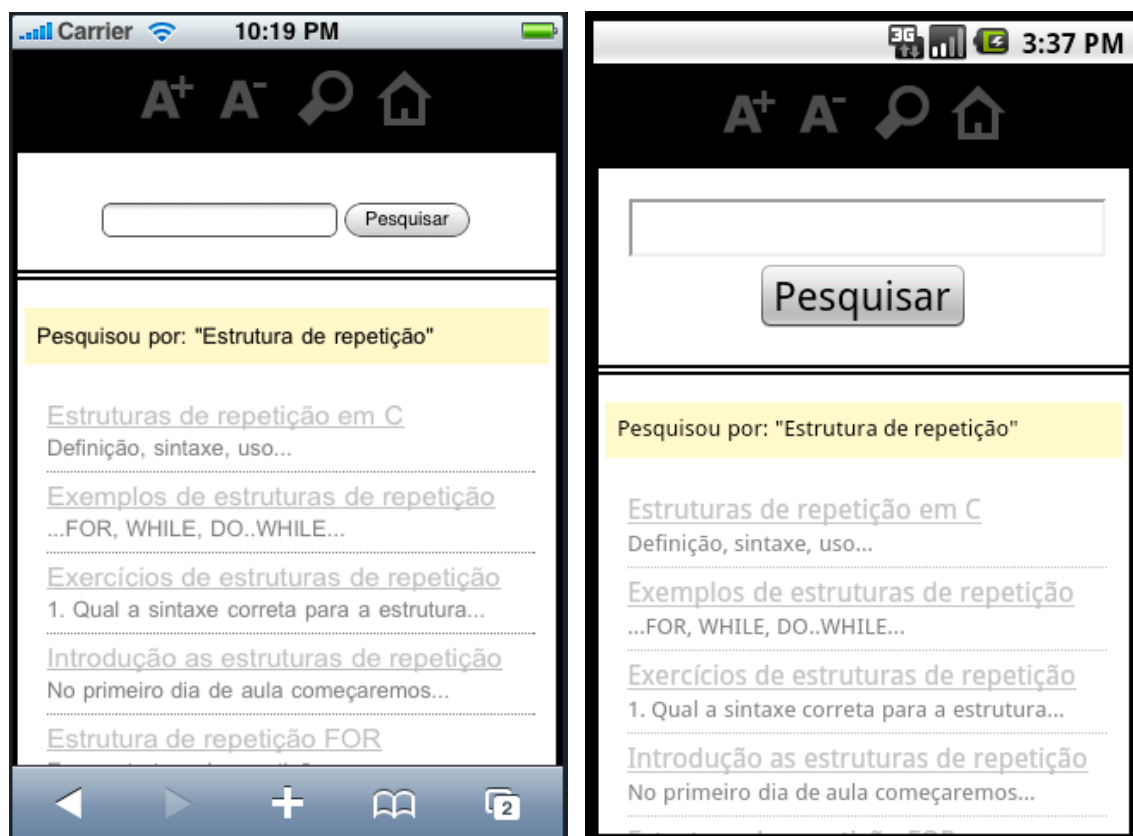 Carrier 10:19 PM
A+ A-
Pesquisar
Pesquisou por: "Estrutura de repetição"
Estruturas de repetição em C
Definição, sintaxe, uso...
Exemplos de estruturas de repetição
...FOR, WHILE, DO..WHILE...
Exercícios de estruturas de repetição
1. Qual a sintaxe correta para a estrutura...
Introdução as estruturas de repetição
No primeiro dia de aula começaremos...
Estrutura de repetição FOR
2
3G 3:37 PM
A+ A-
Pesquisar
Pesquisou por: "Estrutura de repetição"
Estruturas de repetição em C
Definição, sintaxe, uso...
Exemplos de estruturas de repetição
...FOR, WHILE, DO..WHILE...
Exercícios de estruturas de repetição
1. Qual a sintaxe correta para a estrutura...
Introdução as estruturas de repetição
No primeiro dia de aula começaremos...